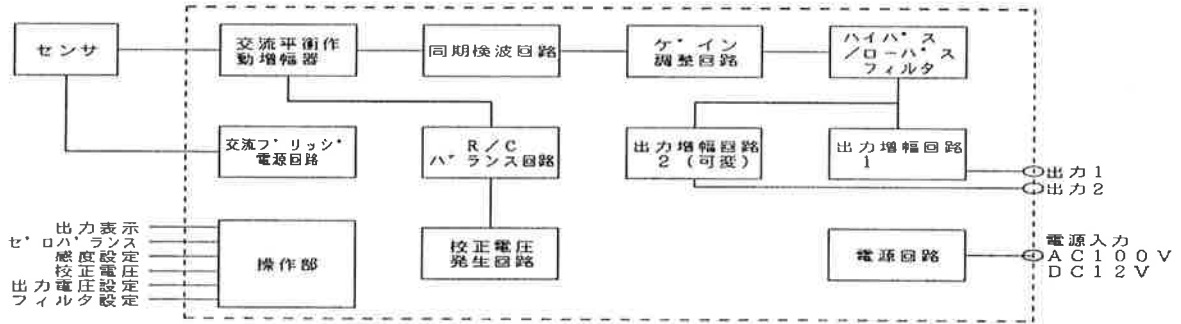 センサ
交流平衡作
動増幅器
同期検波回路
ゲイン
調整回路
ハイパス
/ローパス
フィルタ
交流ブリッジ
電源回路
R/C
バランス回路
出力増幅回路
2(可変)
出力増幅回路
1
出力1
出力2
出力表示
ゼロバランス
感度設定
校正電圧
出力電圧設定
フィルタ設定
操作部
校正電圧
発生回路
電源回路
電源入力
AC100V
DC12V